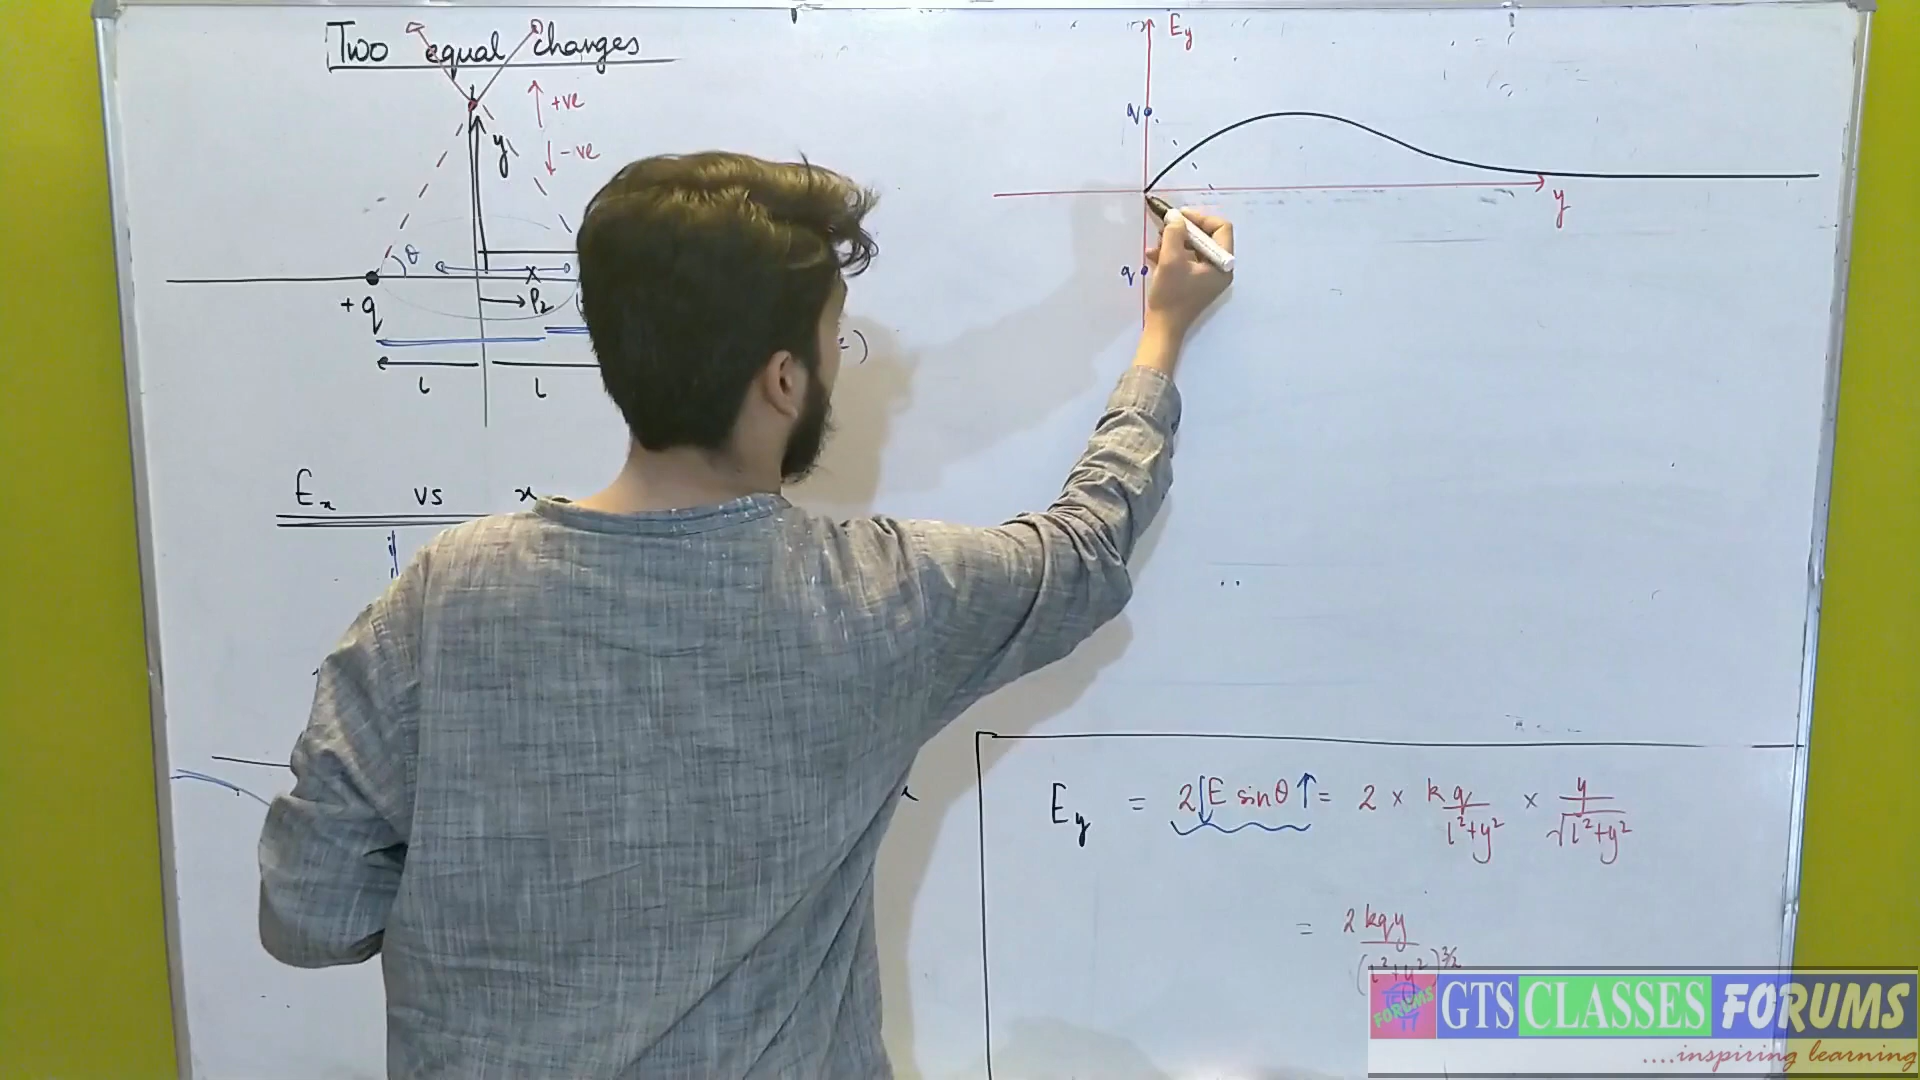 Two equal charges
+ve
-ve
y
θ
x
P₂
+q
l l
Eₓ vs x
E_y
q
y
q
E_y = 2 E sinθ = 2 × kq/(l²+y²) × y/√(l²+y²)
= 2kqy/(l²+y²)^3/2
FORUMS GTS CLASSES FORUMS
....inspiring learning